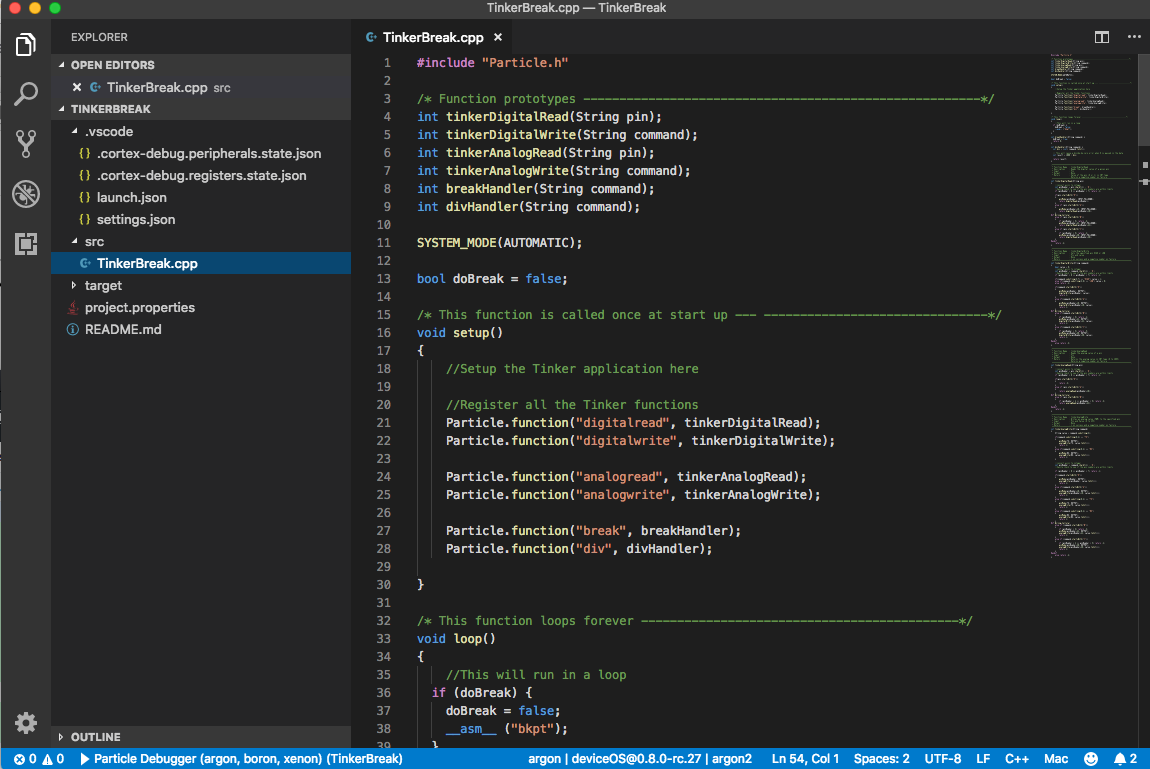 TinkerBreak.cpp — TinkerBreak
EXPLORER
OPEN EDITORS
TinkerBreak.cpp src
TINKERBREAK
.vscode
{} .cortex-debug.peripherals.state.json
{} .cortex-debug.registers.state.json
{} launch.json
{} settings.json
src
TinkerBreak.cpp
target
project.properties
README.md
OUTLINE
TinkerBreak.cpp
1 #include "Particle.h"
2
3 /* Function prototypes -------------------------------------------------------*/
4 int tinkerDigitalRead(String pin);
5 int tinkerDigitalWrite(String command);
6 int tinkerAnalogRead(String pin);
7 int tinkerAnalogWrite(String command);
8 int breakHandler(String command);
9 int divHandler(String command);
10
11 SYSTEM_MODE(AUTOMATIC);
12
13 bool doBreak = false;
14
15 /* This function is called once at start up --- -------------------------------*/
16 void setup()
17 {
18 //Setup the Tinker application here
19
20 //Register all the Tinker functions
21 Particle.function("digitalread", tinkerDigitalRead);
22 Particle.function("digitalwrite", tinkerDigitalWrite);
23
24 Particle.function("analogread", tinkerAnalogRead);
25 Particle.function("analogwrite", tinkerAnalogWrite);
26
27 Particle.function("break", breakHandler);
28 Particle.function("div", divHandler);
29
30 }
31
32 /* This function loops forever --------------------------------------------*/
33 void loop()
34 {
35 //This will run in a loop
36 if (doBreak) {
37 doBreak = false;
38 __asm__ ("bkpt");
39 }
0 0 Particle Debugger (argon, boron, xenon) (TinkerBreak) argon | deviceOS@0.8.0-rc.27 | argon2 Ln 54, Col 1 Spaces: 2 UTF-8 LF C++ Mac 2